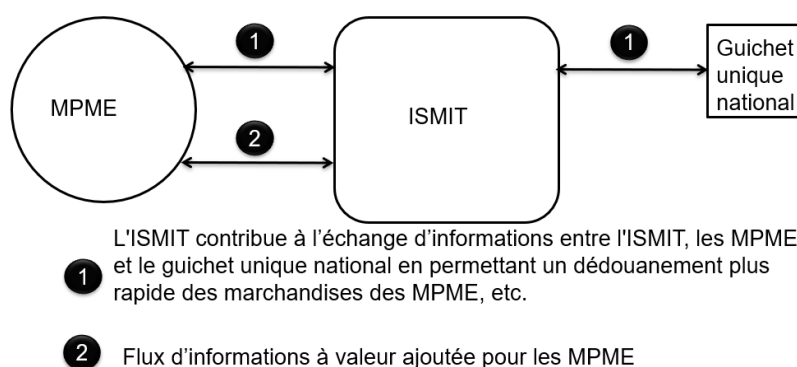 1
1
Guichet
unique
national
MPME
ISMIT
2
L'ISMIT contribue à l’échange d’informations entre l'ISMIT, les MPME
1 et le guichet unique national en permettant un dédouanement plus
rapide des marchandises des MPME, etc.
2 Flux d’informations à valeur ajoutée pour les MPME